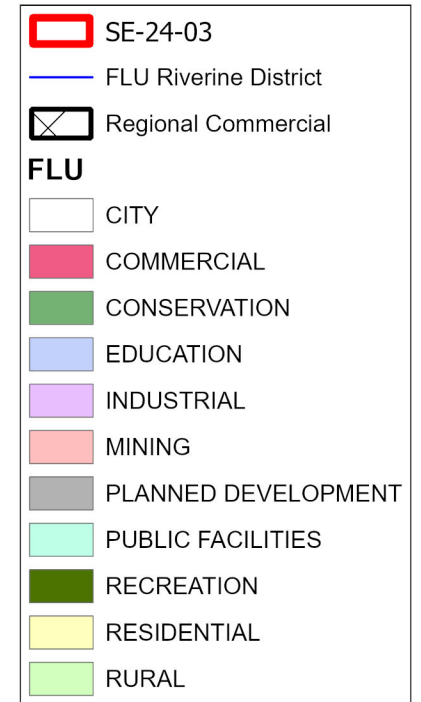 SE-24-03
FLU Riverine District
Regional Commercial
FLU
CITY
COMMERCIAL
CONSERVATION
EDUCATION
INDUSTRIAL
MINING
PLANNED DEVELOPMENT
PUBLIC FACILITIES
RECREATION
RESIDENTIAL
RURAL